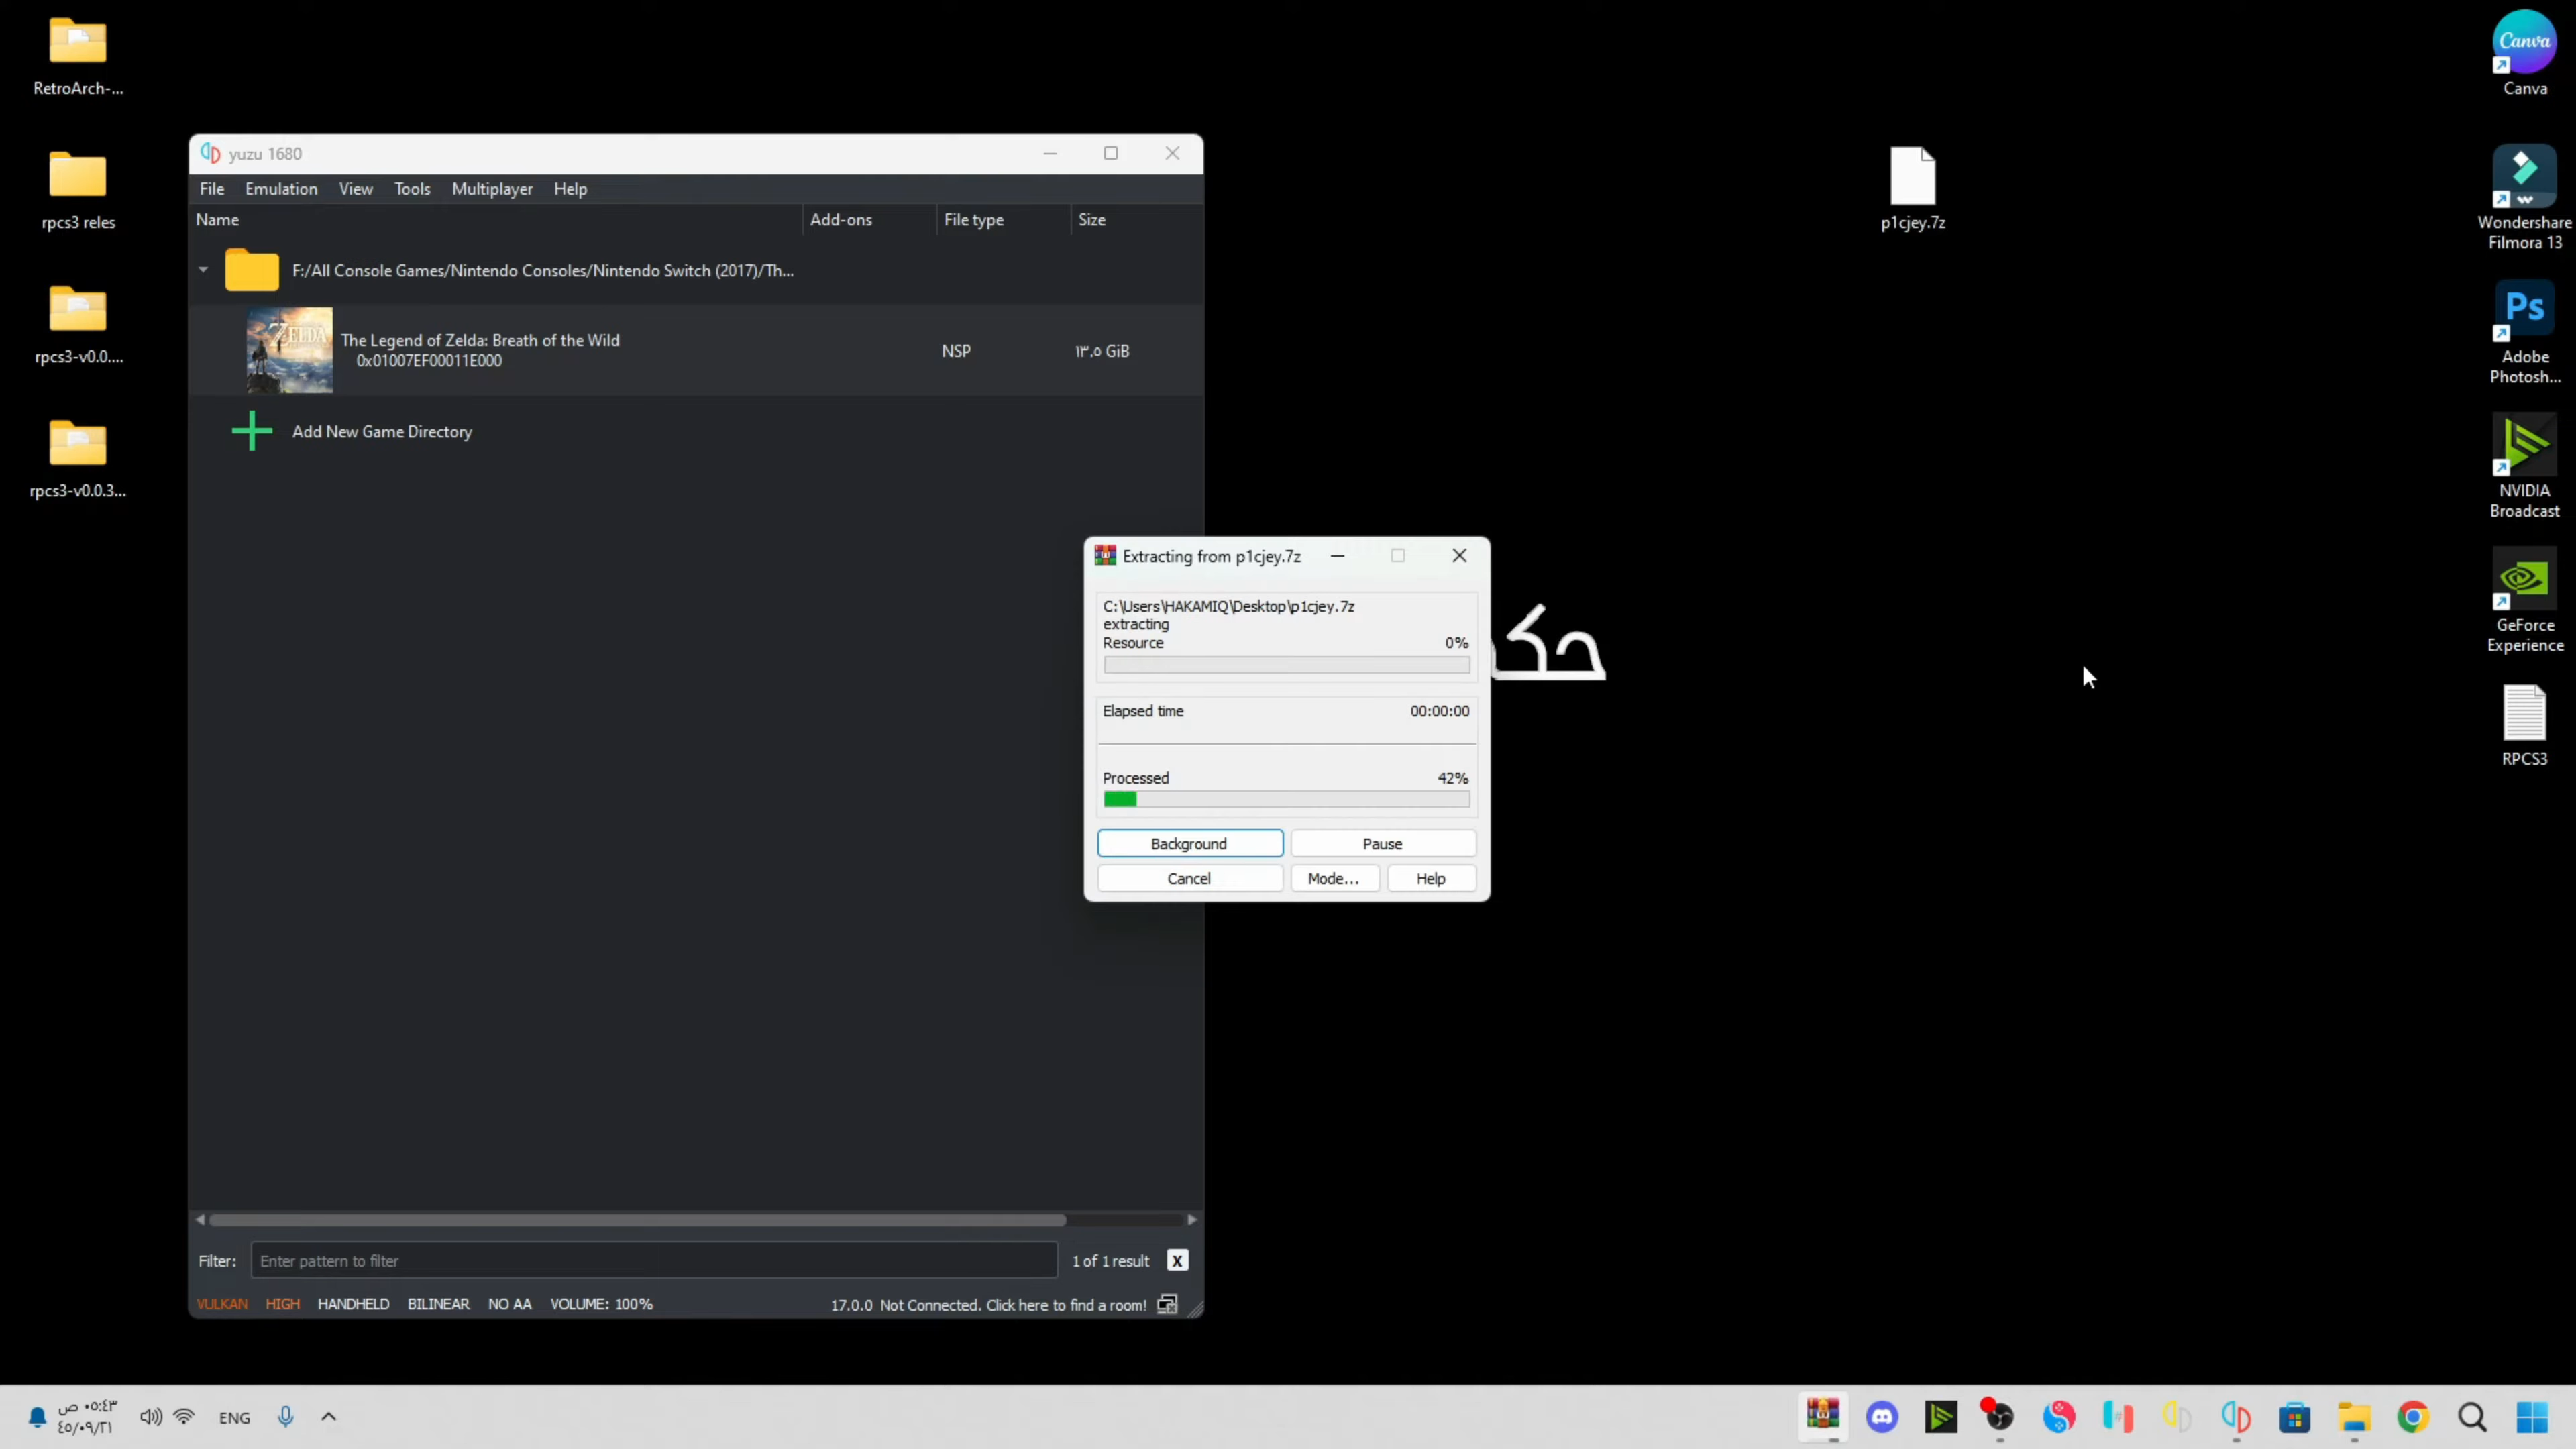 RetroArch-...
rpcs3 reles
rpcs3-v0.0....
rpcs3-v0.0.3...
yuzu 1680
File Emulation View Tools Multiplayer Help
Name Add-ons File type Size
F:/All Console Games/Nintendo Consoles/Nintendo Switch (2017)/Th...
ZELDA
The Legend of Zelda: Breath of the Wild
0x01007EF00011E000
NSP
١٣.٥ GiB
Add New Game Directory
Filter: Enter pattern to filter 1 of 1 result X
VULKAN HIGH HANDHELD BILINEAR NO AA VOLUME: 100% 17.0.0 Not Connected. Click here to find a room!
Extracting from p1cjey.7z
C:\Users\HAKAMIQ\Desktop\p1cjey.7z
extracting
Resource 0%
Elapsed time 00:00:00
Processed 42%
Background Pause
Cancel Mode... Help
p1cjey.7z
Canva
Canva
Wondershare
Filmora 13
Ps
Adobe
Photosh...
NVIDIA
Broadcast
GeForce
Experience
RPCS3
٠٥:٤٣ ص
٤٥/٠٩/٢١
ENG